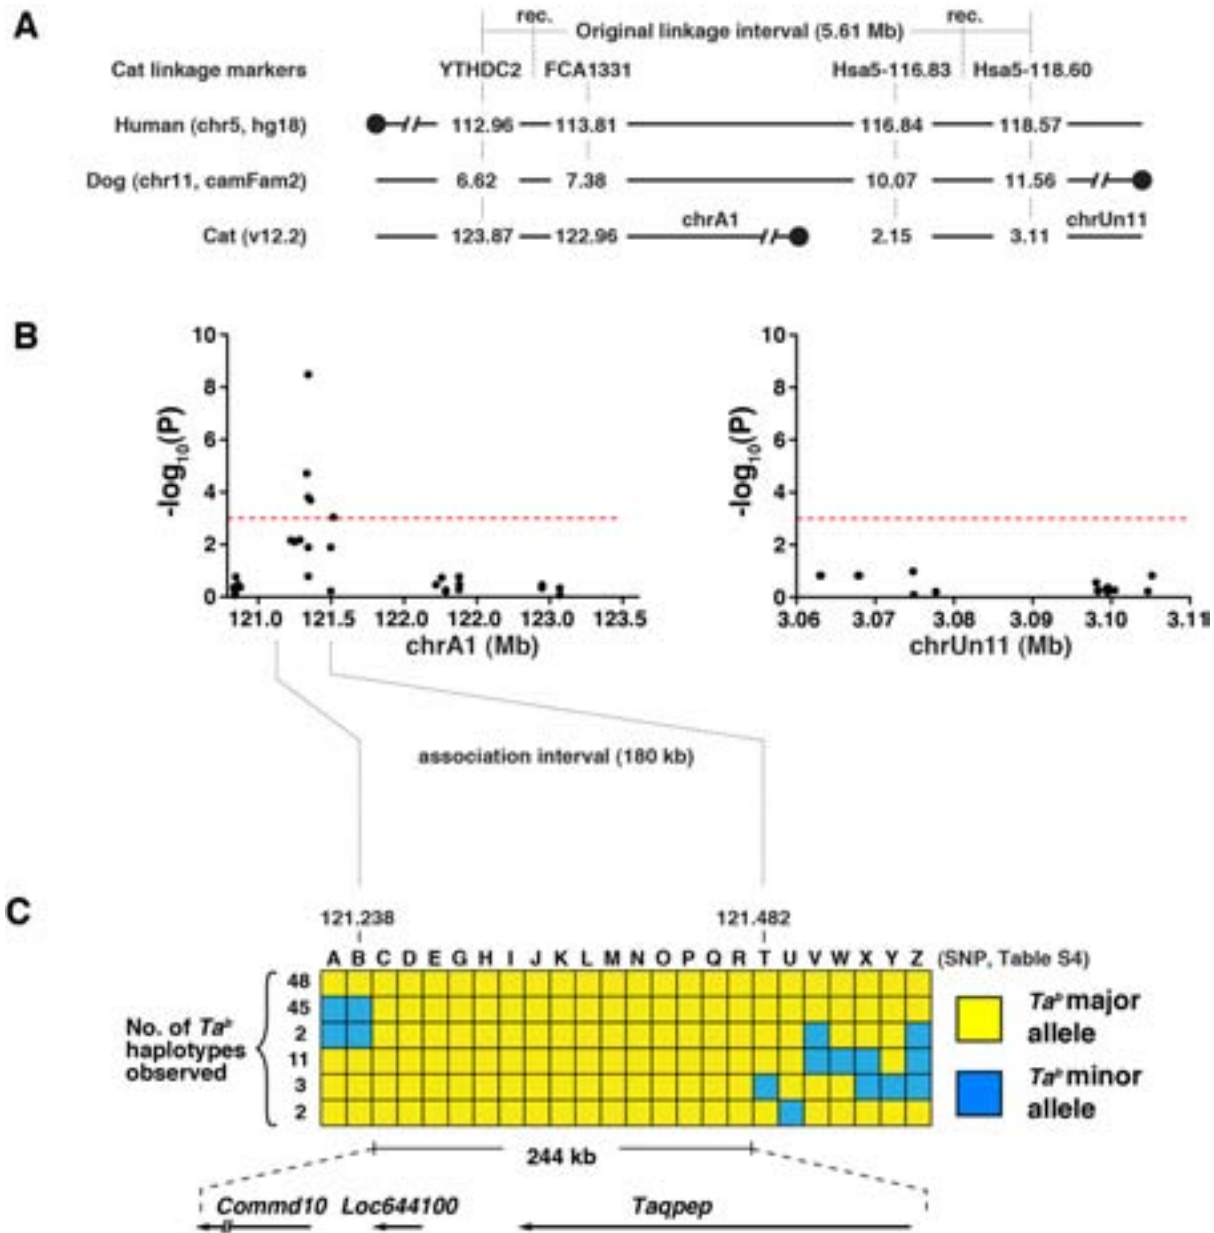 A
rec.
Original linkage interval (5.61 Mb)
rec.
Cat linkage markers YTHDC2 FCA1331 Hsa5-116.83 Hsa5-118.60
Human (chr5, hg18) 112.96 113.81 116.84 118.57
Dog (chr11, camFam2) 6.62 7.38 10.07 11.56
Cat (v12.2) 123.87 122.96 chrA1 2.15 3.11 chrUn11
B
10
8
6
4
2
0
-log10(P)
121.0 121.5 122.0 122.5 122.0 123.0 123.5
chrA1 (Mb)
10
8
6
4
2
0
-log10(P)
3.06 3.07 3.08 3.09 3.10 3.11
chrUn11 (Mb)
association interval (180 kb)
C
121.238 121.482
A B C D E G H I J K L M N O P Q R T U V W X Y Z (SNP, Table S4)
No. of Taᵇ haplotypes observed
48
45
2
11
3
2
Taᵇ major allele
Taᵇ minor allele
244 kb
Commd10 Loc644100 Taqpep